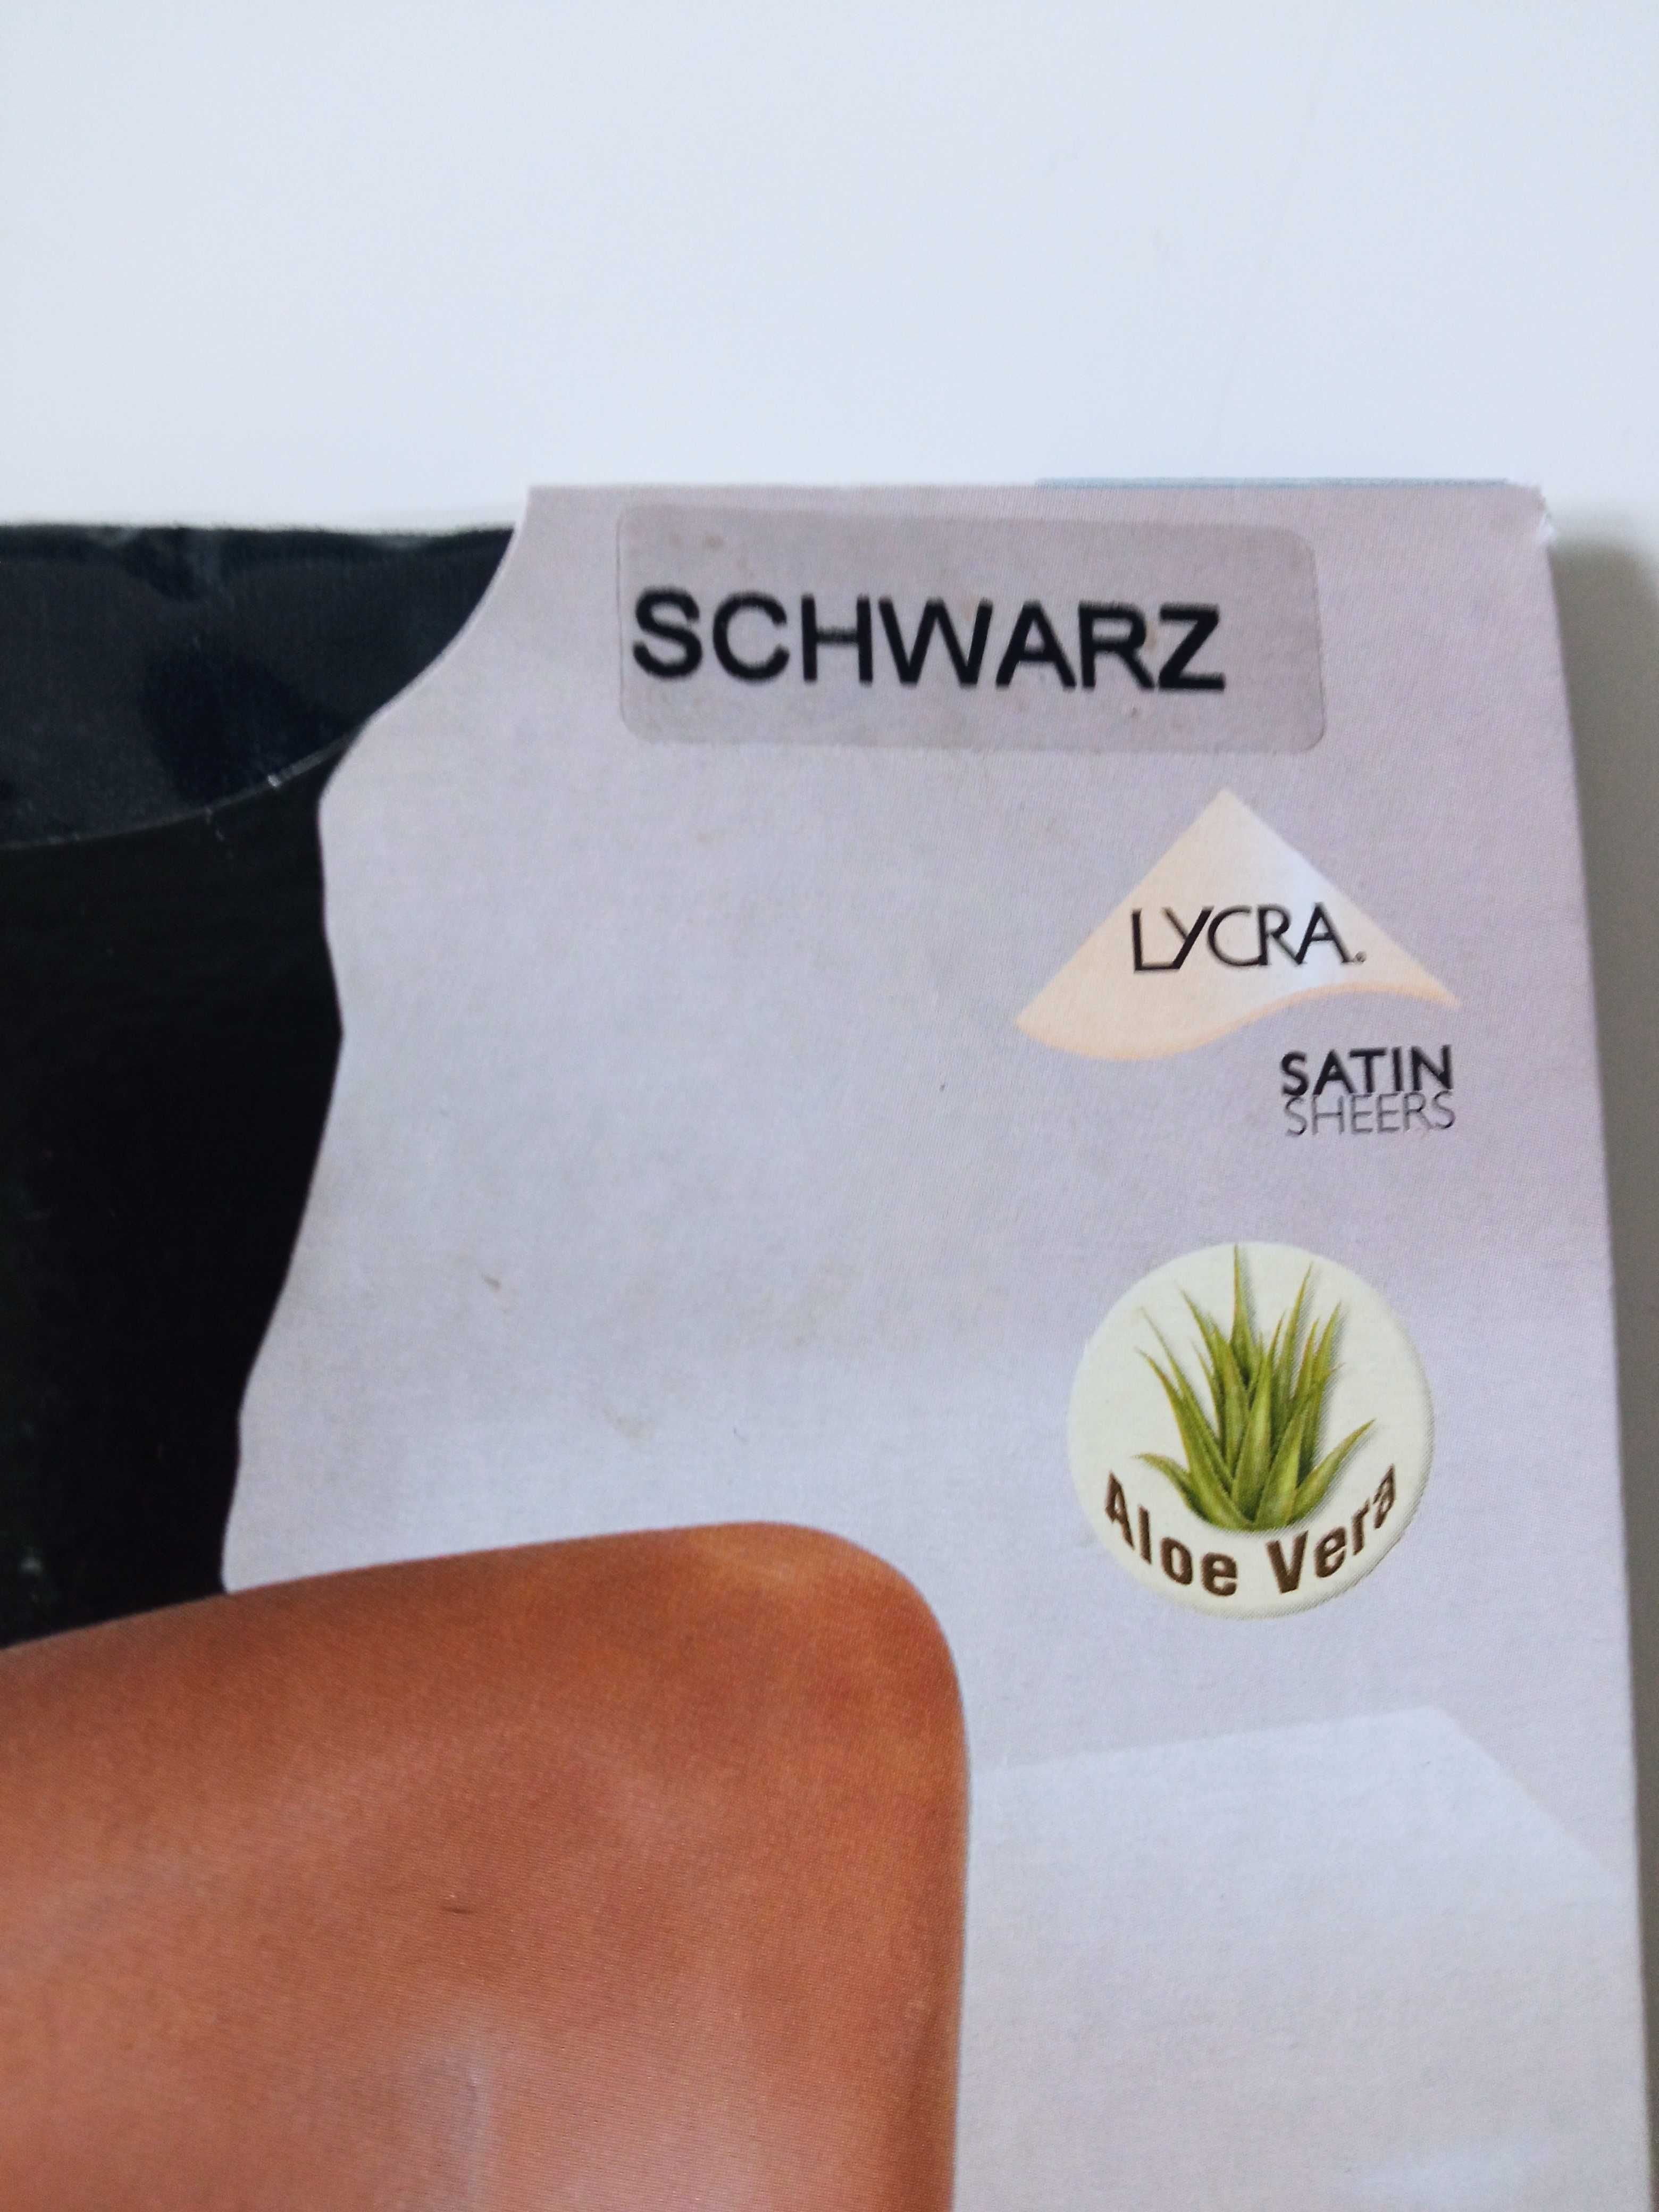 SCHWARZ
LYCRA®
SATIN
SHEERS
Aloe Vera